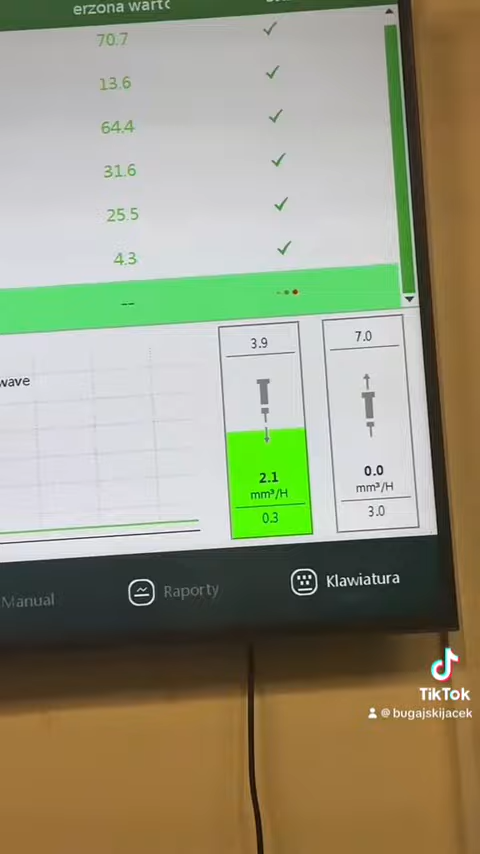 erzona wartc
70.7
13.6
64.4
31.6
25.5
4.3
--
wave
3.9
2.1
mm³/H
0.3
7.0
0.0
mm³/H
3.0
Manual
Raporty
Klawiatura
TikTok
@bugajskijacek